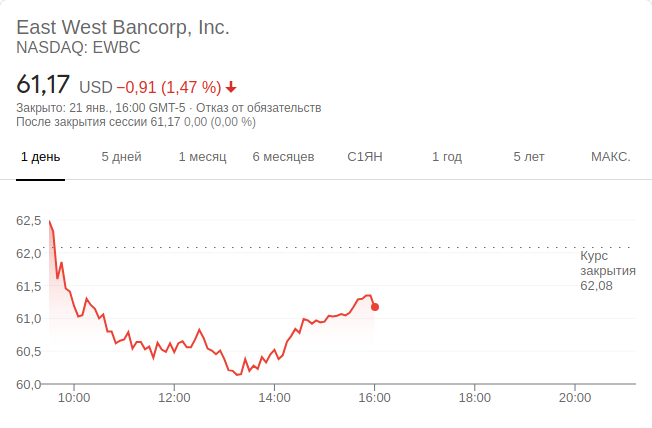 East West Bancorp, Inc.
NASDAQ: EWBC
61,17 USD −0,91 (1,47 %)
Закрыто: 21 янв., 16:00 GMT-5 · Отказ от обязательств
После закрытия сессии 61,17 0,00 (0,00 %)
1 день 5 дней 1 месяц 6 месяцев С1ЯН 1 год 5 лет МАКС.
62,5
62,0
Курс
закрытия
61,5
62,08
61,0
60,5
60,0
10:00 12:00 14:00 16:00 18:00 20:00